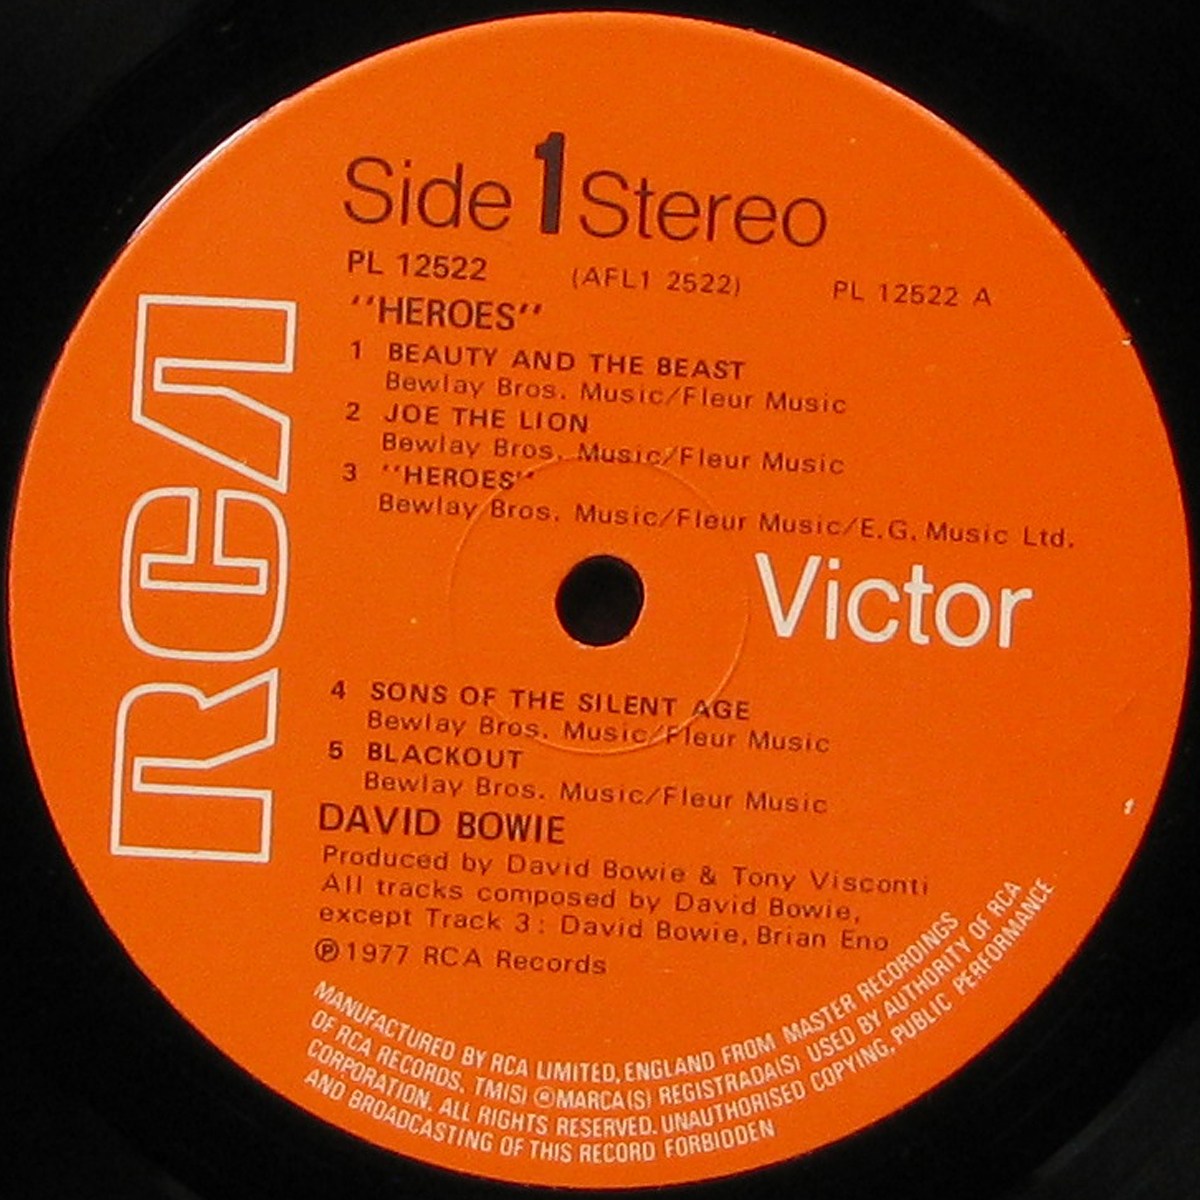 Side 1 Stereo
PL 12522 (AFL1 2522) PL 12522 A
"HEROES"
1 BEAUTY AND THE BEAST
Bewlay Bros. Music/Fleur Music
2 JOE THE LION
Bewlay Bros. Music/Fleur Music
3 "HEROES"
Bewlay Bros. Music/Fleur Music/E.G. Music Ltd.
RCA
Victor
4 SONS OF THE SILENT AGE
Bewlay Bros. Music/Fleur Music
5 BLACKOUT
Bewlay Bros. Music/Fleur Music
DAVID BOWIE
Produced by David Bowie & Tony Visconti
All tracks composed by David Bowie,
except Track 3: David Bowie, Brian Eno
℗1977 RCA Records
MANUFACTURED BY RCA LIMITED, ENGLAND FROM MASTER RECORDINGS
OF RCA RECORDS. TM(S) ® MARCA(S) REGISTRADA(S) USED BY AUTHORITY OF RCA
CORPORATION. ALL RIGHTS RESERVED. UNAUTHORISED COPYING, PUBLIC PERFORMANCE
AND BROADCASTING OF THIS RECORD FORBIDDEN